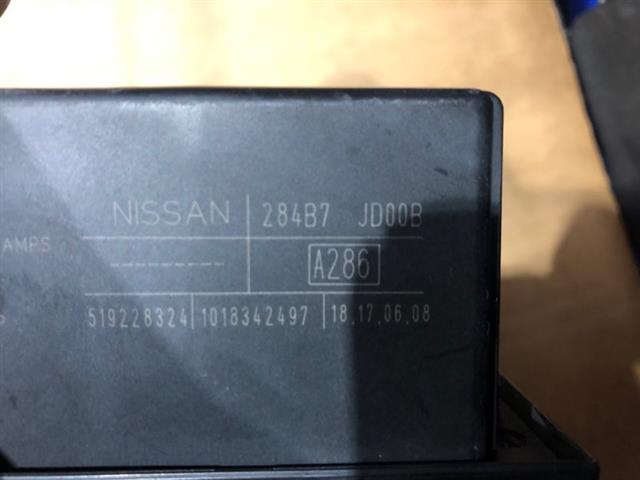 NISSAN 284B7 JD00B
AMPS
--------- A286
519228324 1018342497 18.17.06.08